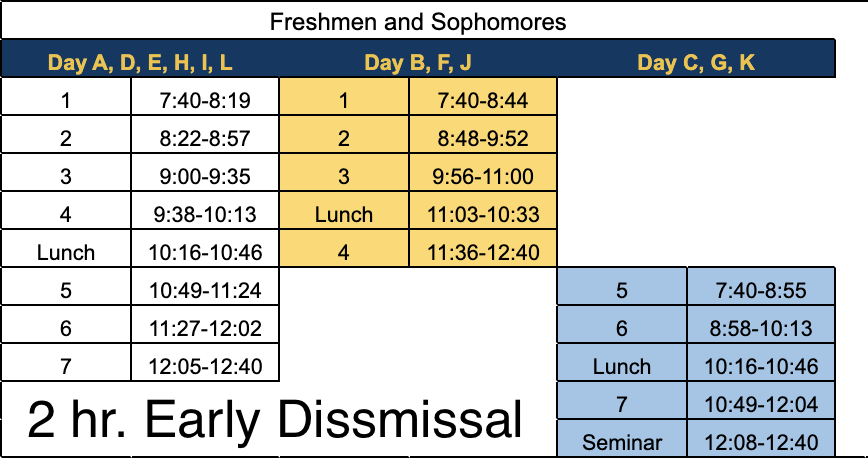 Freshmen and Sophomores
Day A, D, E, H, I, L Day B, F, J Day C, G, K
1 7:40-8:19 1 7:40-8:44
2 8:22-8:57 2 8:48-9:52
3 9:00-9:35 3 9:56-11:00
4 9:38-10:13 Lunch 11:03-10:33
Lunch 10:16-10:46 4 11:36-12:40
5 10:49-11:24 5 7:40-8:55
6 11:27-12:02 6 8:58-10:13
7 12:05-12:40 Lunch 10:16-10:46
2 hr. Early Dissmissal 7 10:49-12:04
Seminar 12:08-12:40